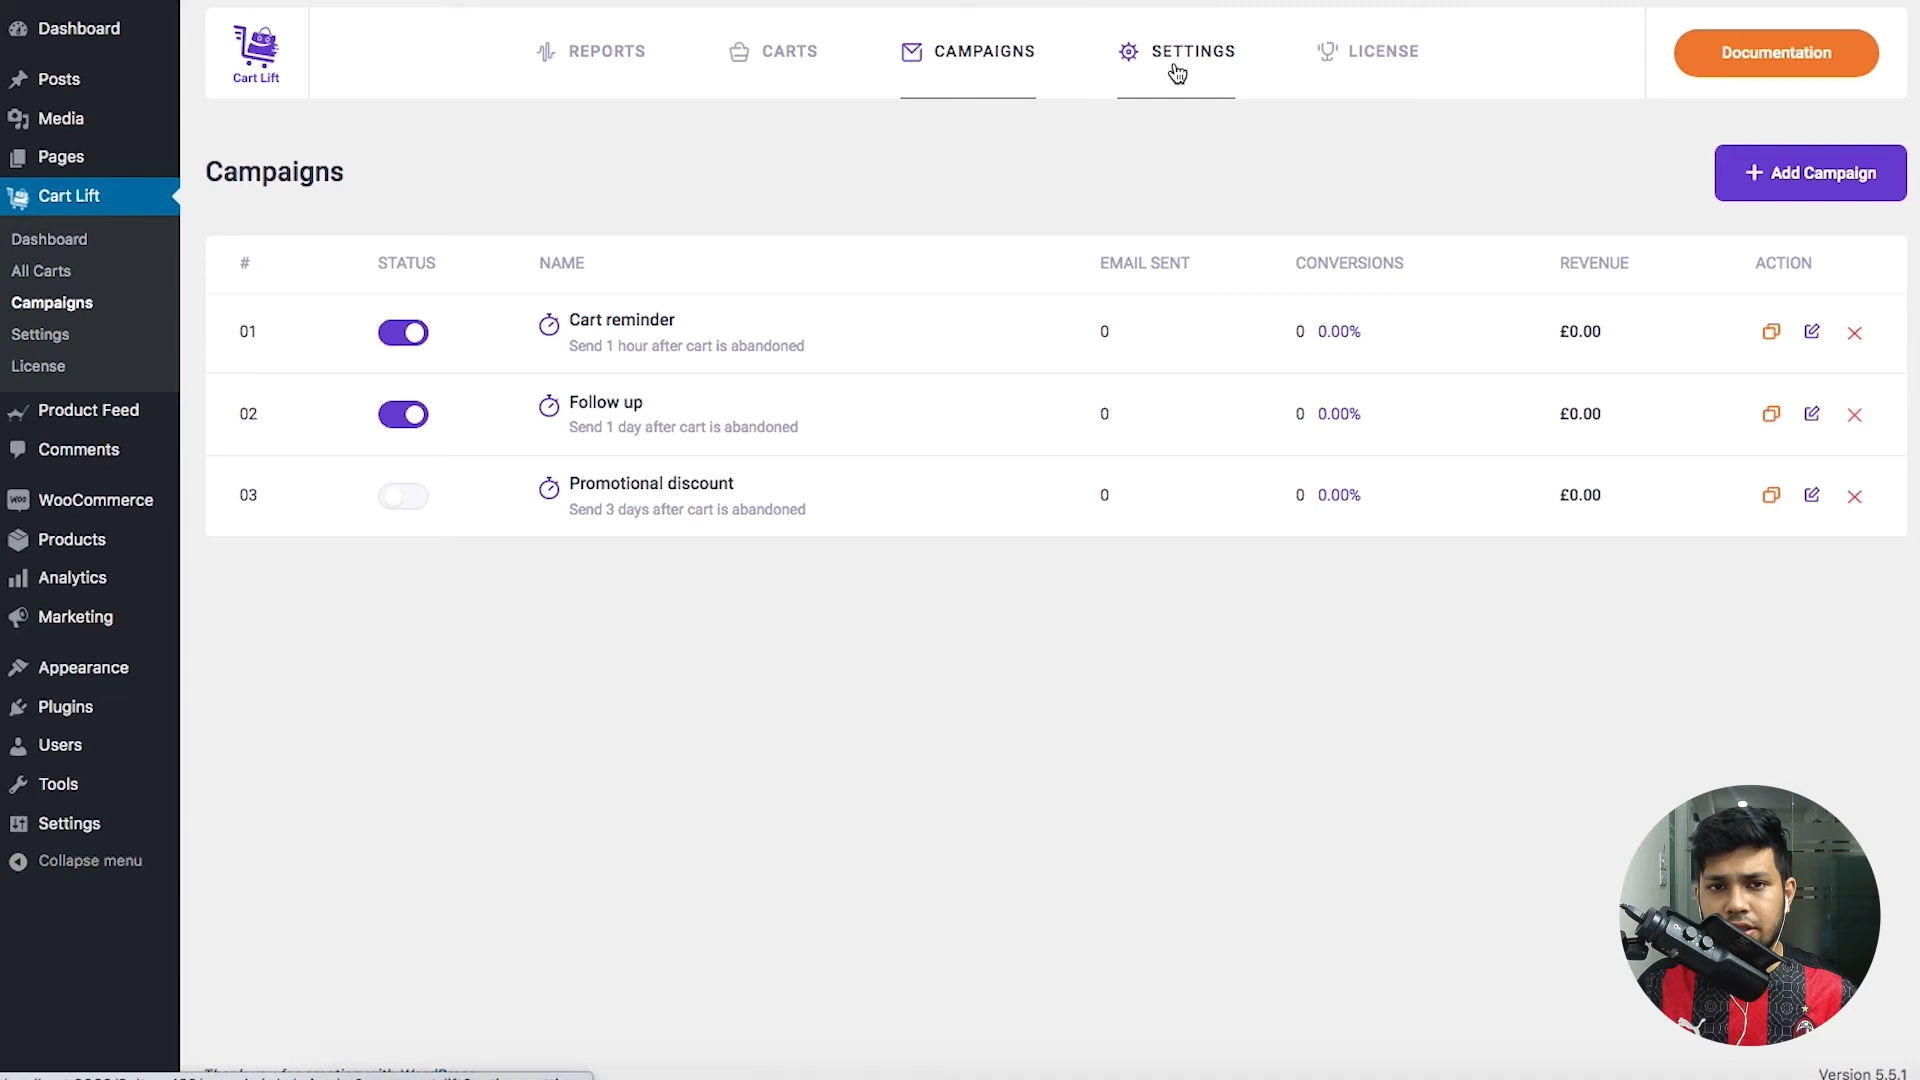 Dashboard
Posts
Media
Pages
Cart Lift
Dashboard
All Carts
Campaigns
Settings
License
Product Feed
Comments
Woo WooCommerce
Products
Analytics
Marketing
Appearance
Plugins
Users
Tools
Settings
Collapse menu
Cart Lift
REPORTS
CARTS
CAMPAIGNS
SETTINGS
LICENSE
Documentation
Campaigns
+ Add Campaign
# STATUS NAME EMAIL SENT CONVERSIONS REVENUE ACTION
01 Cart reminder 0 0 0.00% £0.00
Send 1 hour after cart is abandoned
02 Follow up 0 0 0.00% £0.00
Send 1 day after cart is abandoned
03 Promotional discount 0 0 0.00% £0.00
Send 3 days after cart is abandoned
Version 5.5.1